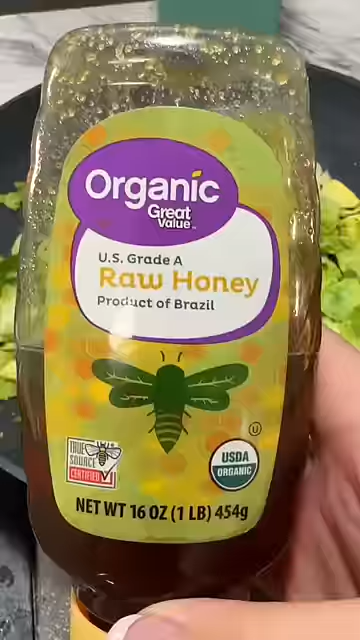 Organic
Great
Value™
U.S. Grade A
Raw Honey
Product of Brazil
U
TRUE
SOURCE
CERTIFIED
USDA
ORGANIC
NET WT 16 OZ (1 LB) 454g